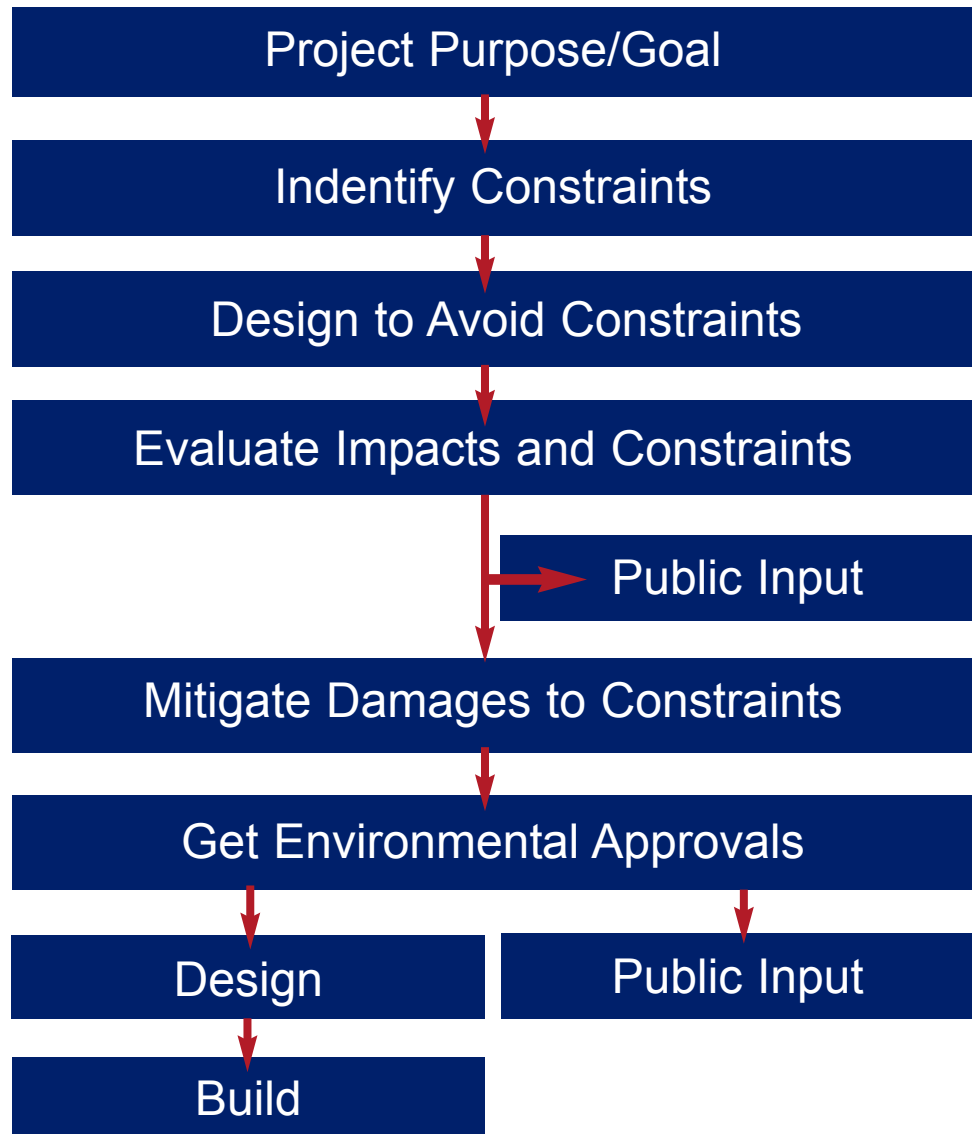 Project Purpose/Goal
Indentify Constraints
Design to Avoid Constraints
Evaluate Impacts and Constraints
Public Input
Mitigate Damages to Constraints
Get Environmental Approvals
Design
Public Input
Build